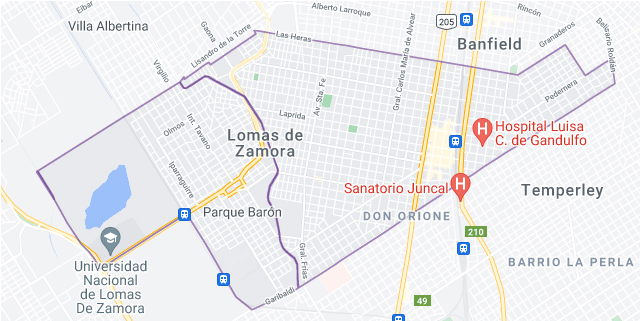 Eibar
Alberto Larroque
Rincón
Villa Albertina
Gaona
205
Granaderos
Belisario Roldán
Lisandro de la Torre
Las Heras
Banfield
Virgilio
Gral. Carlos María de Alvear
Av. Sta. Fe
Pedernera
Laprida
Int. Tavano
Olmos
Lomas de
Zamora
Hospital Luisa
C. de Gandulfo
Iparraguirre
Sanatorio Juncal
Temperley
Parque Barón
DON ORIONE
210
Universidad
Nacional
de Lomas
De Zamora
Gral. Frías
BARRIO LA PERLA
Garibaldi
49